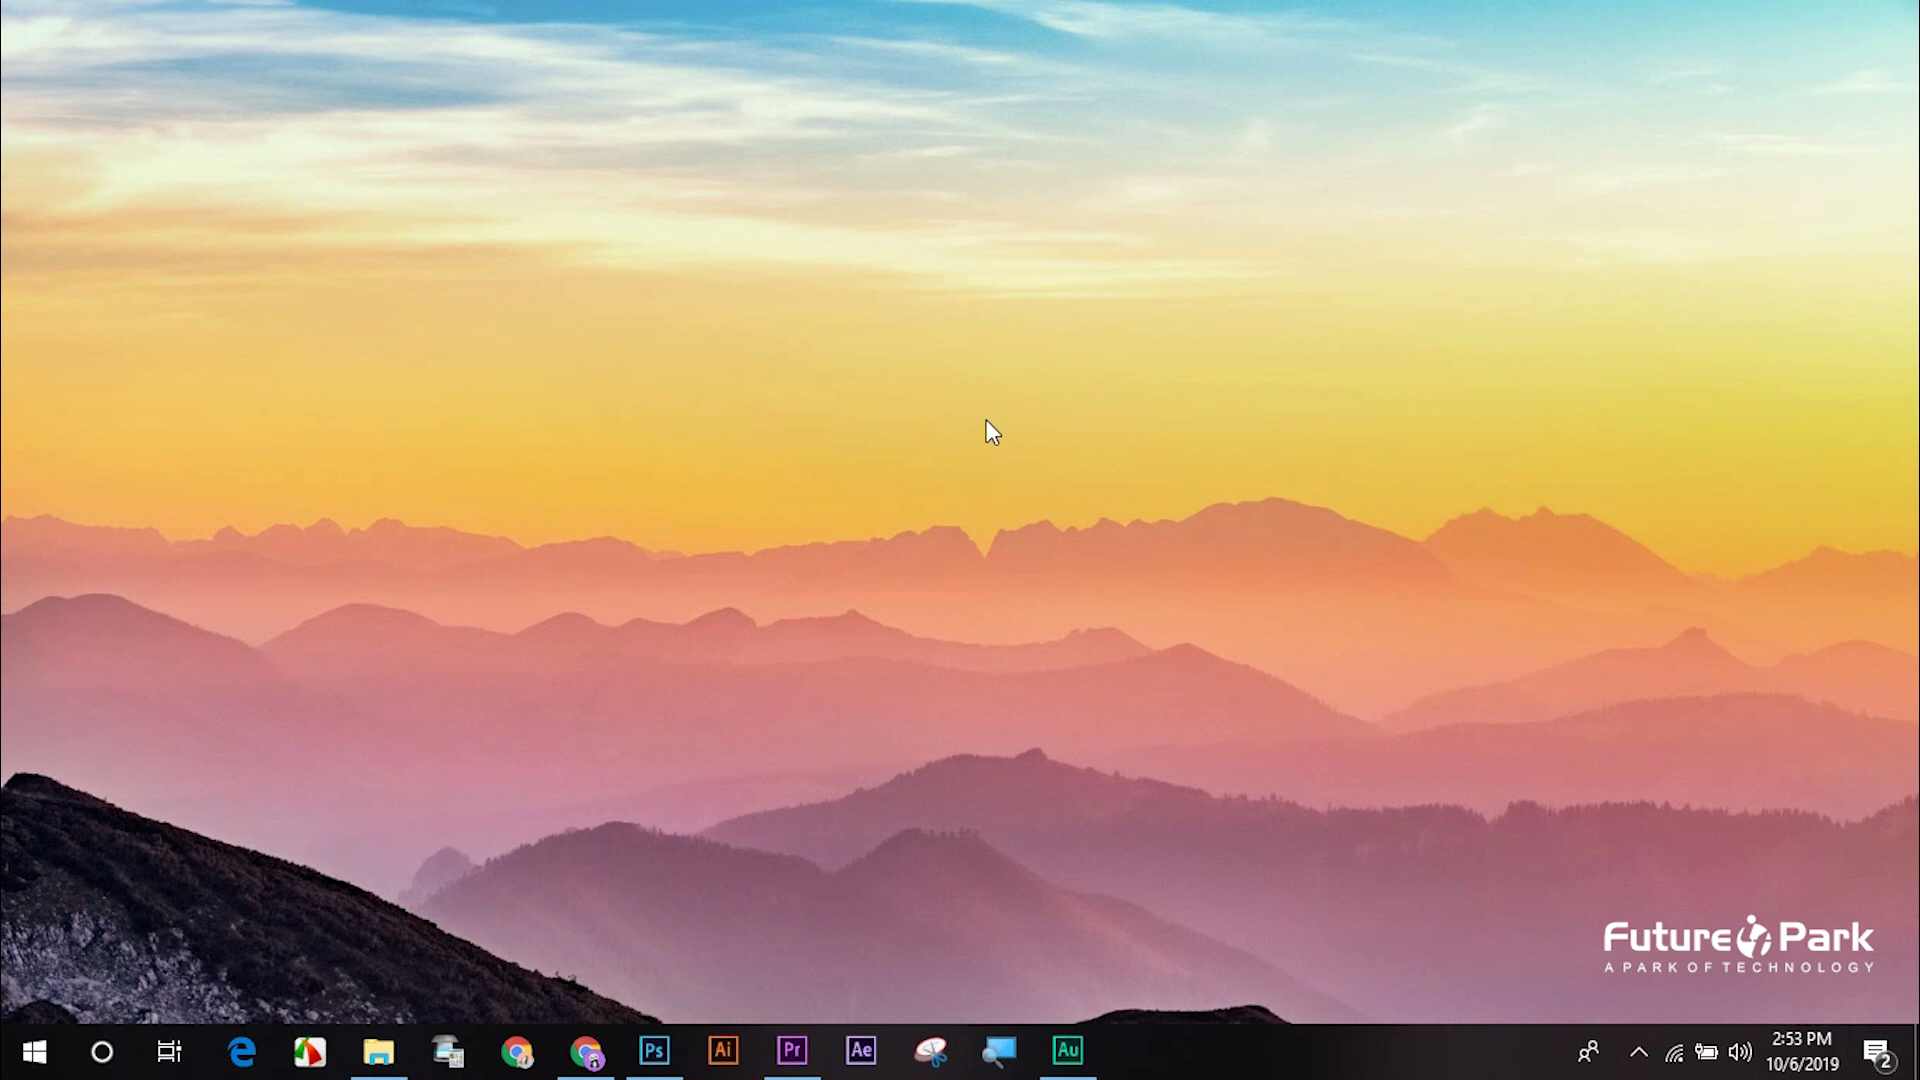 Future Park
A PARK OF TECHNOLOGY
Ps
Ai
Pr
Ae
Au
2:53 PM
10/6/2019
2